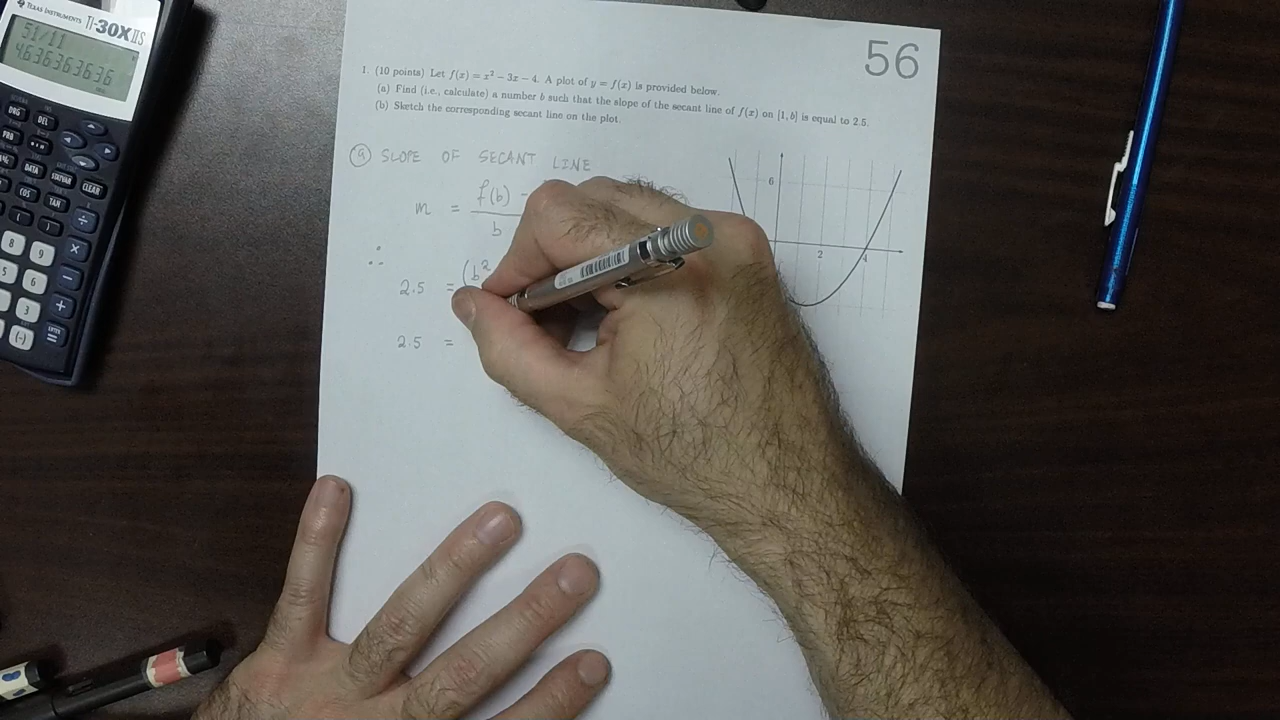 TEXAS INSTRUMENTS TI-30X IIS
51/11
4.636363636
DEL
PRB
DATA STATVAR CLEAR
COS TAN
8 9
5 6
3
(-)
ENTER
56
1. (10 points) Let f(x) = x² − 3x − 4. A plot of y = f(x) is provided below.
(a) Find (i.e., calculate) a number b such that the slope of the secant line of f(x) on [1, b] is equal to 2.5.
(b) Sketch the corresponding secant line on the plot.
(a) SLOPE OF SECANT LINE
m = f(b) -
b
∴
2.5 = (b²
2.5 =
6
2 4